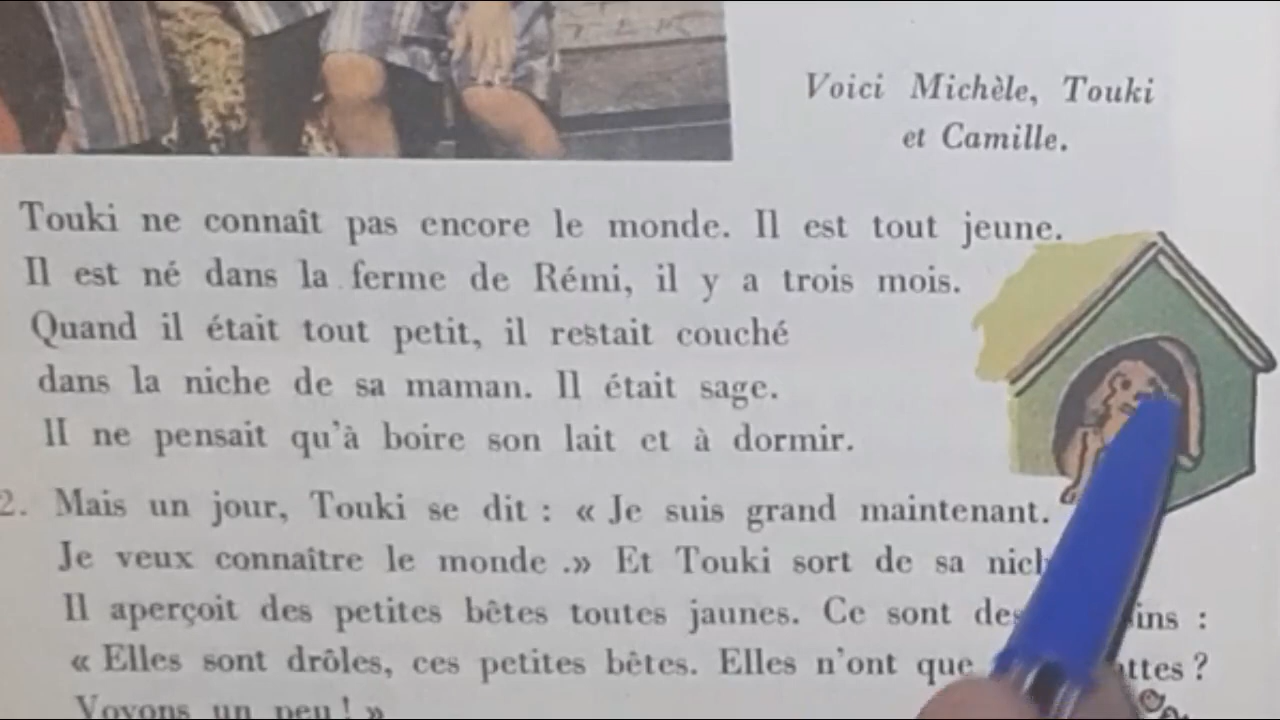 Voici Michèle, Touki
et Camille.
Touki ne connaît pas encore le monde. Il est tout jeune.
Il est né dans la ferme de Rémi, il y a trois mois.
Quand il était tout petit, il restait couché
dans la niche de sa maman. Il était sage.
Il ne pensait qu'à boire son lait et à dormir.
2. Mais un jour, Touki se dit : « Je suis grand maintenant.
Je veux connaître le monde .» Et Touki sort de sa
Il aperçoit des petites bêtes toutes jaunes. Ce sont :
« Elles sont drôles, ces petites bêtes. Elles n'ont que ?
Voyons un peu ! »